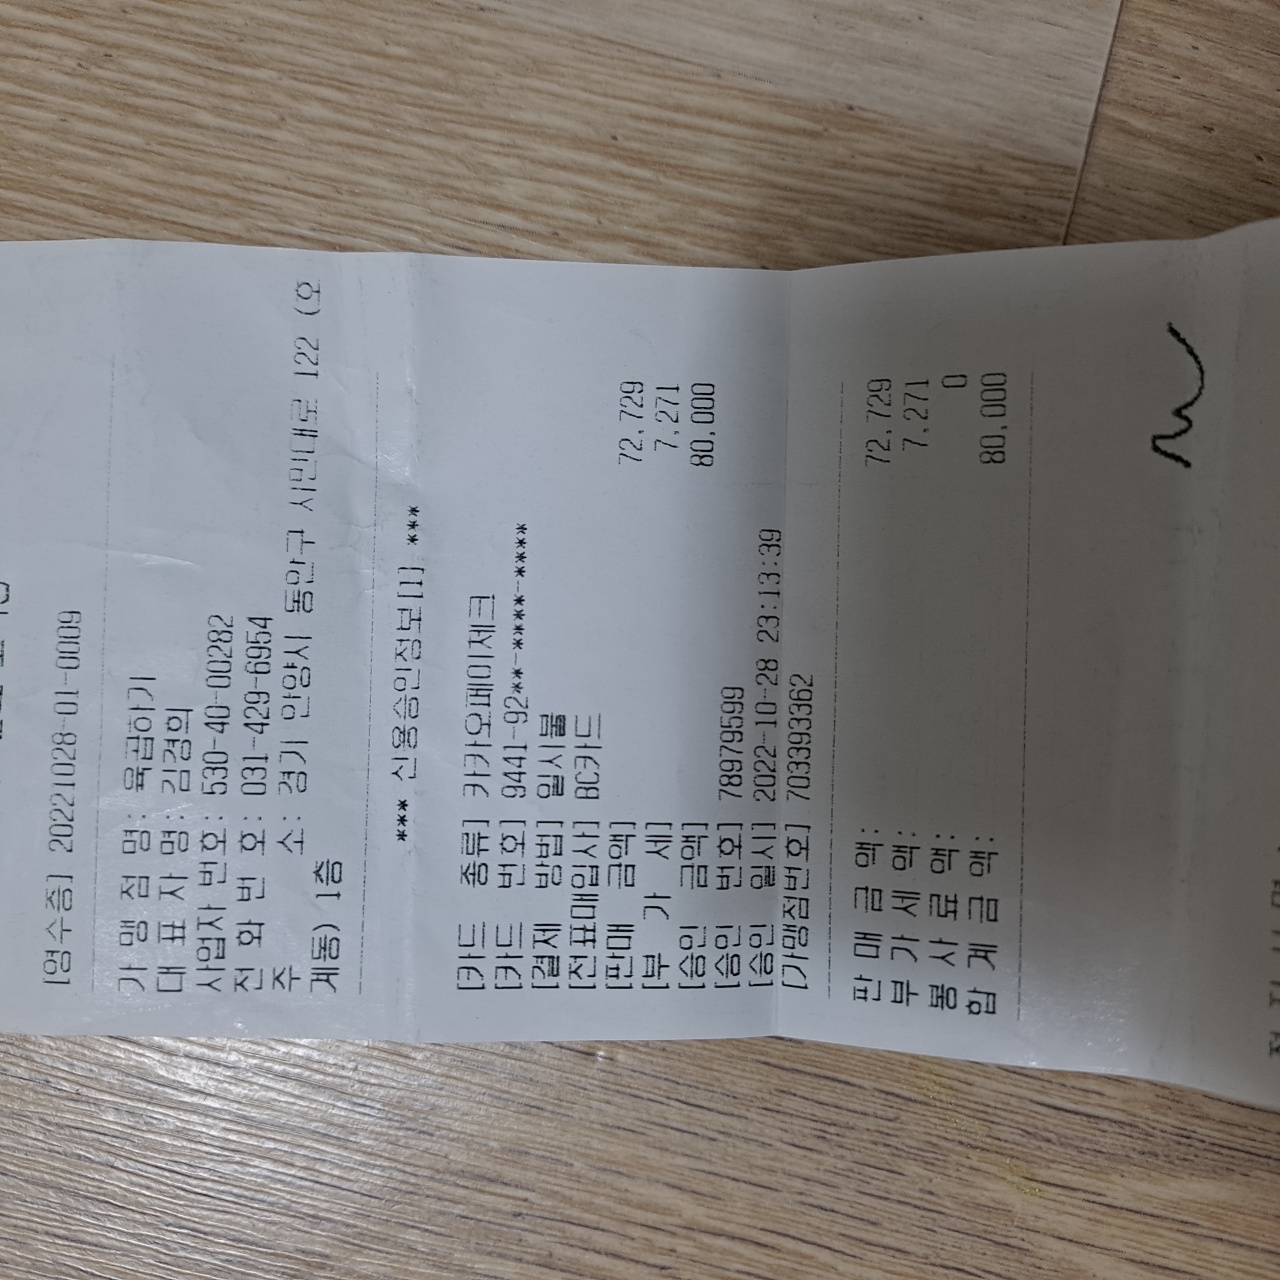 [영수증] 20221028-01-0009
가 맹 점 명: 육곱하기
대 표 자 명: 김경희
사업자 번호: 530-40-00282
전 화 번 호: 031-429-6954
주 소: 경기 안양시 동안구 시민대로 122 (호
계동) 1층
*** 신용승인정보[1] ***
[카드 종류] 카카오페이체크
[카드 번호] 9441-92**-****-****
[결제 방법] 일시불
[전표매입사] BC카드
[판매 금액] 72,729
[부 가 세] 7,271
[승인 금액] 80,000
[승인 번호] 78979599
[승인 일시] 2022-10-28 23:13:39
[가맹점번호] 703393362
판 매 금 액: 72,729
부 가 세 액: 7,271
봉 사 료 액: 0
합 계 금 액: 80,000